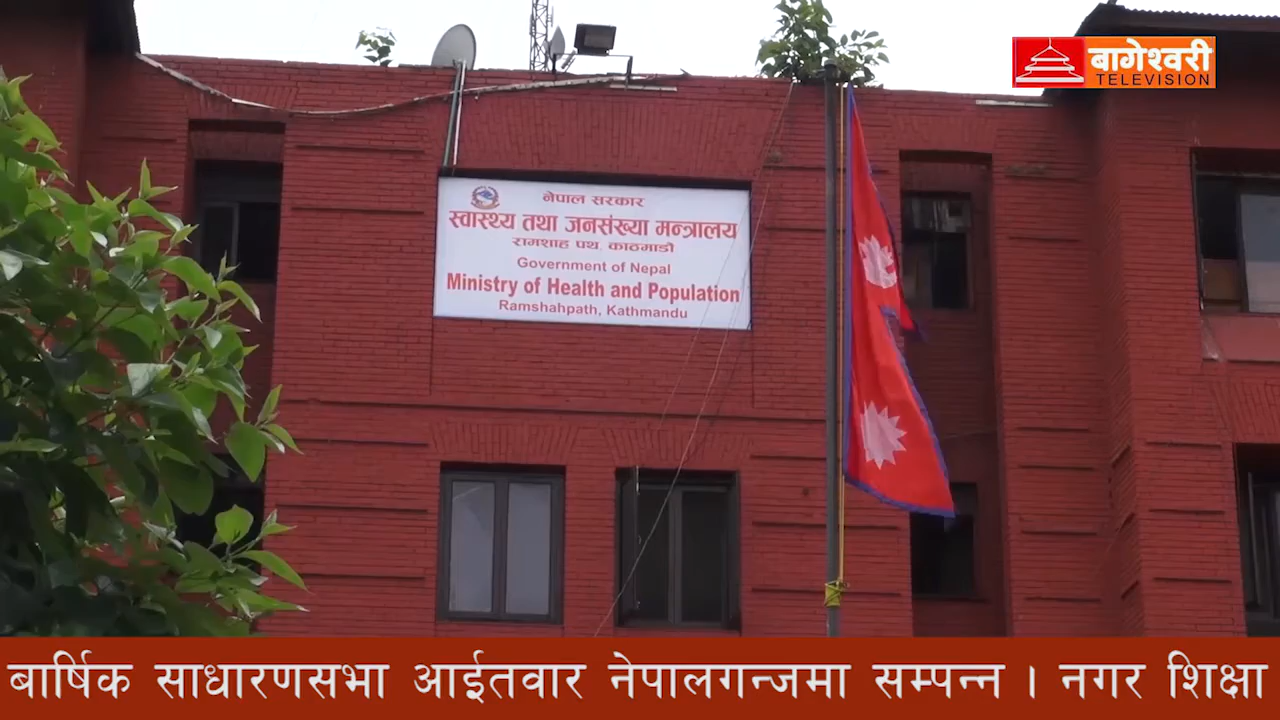 बागेश्वरी
TELEVISION
नेपाल सरकार
स्वास्थ्य तथा जनसंख्या मन्त्रालय
रामशाह पथ, काठमाडौं
Government of Nepal
Ministry of Health and Population
Ramshahpath, Kathmandu
बार्षिक साधारणसभा आईतवार नेपालगन्जमा सम्पन्न । नगर शिक्षा